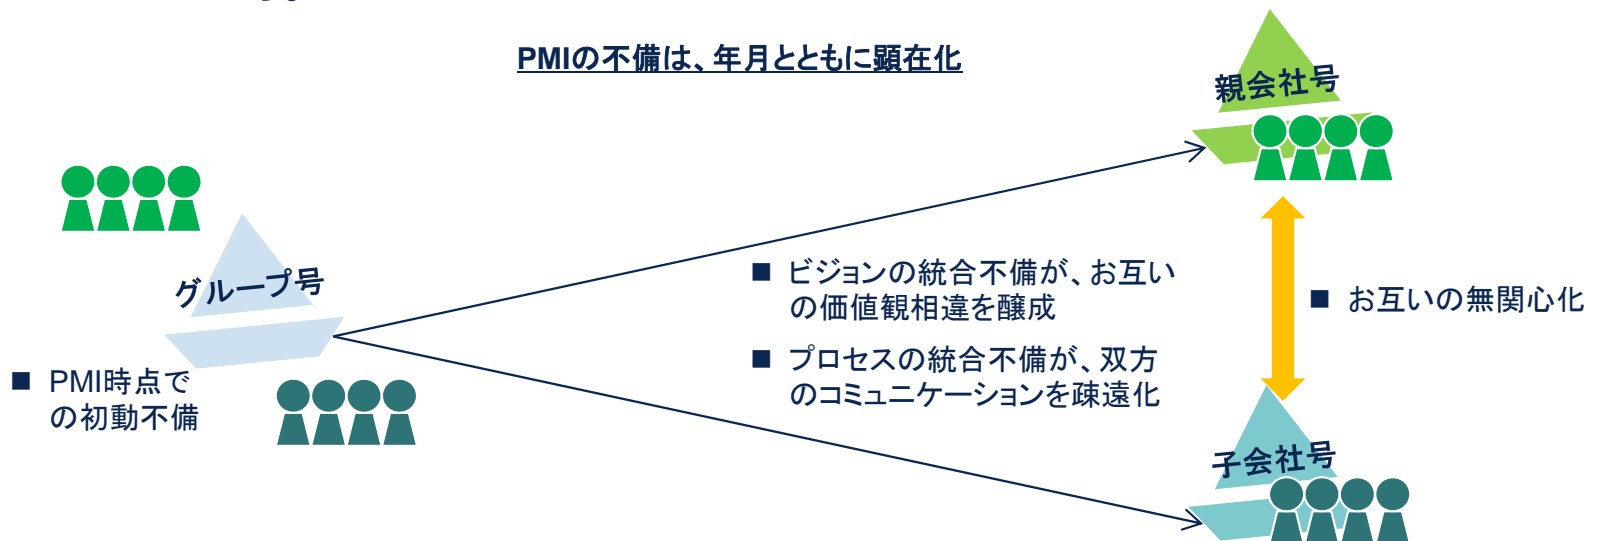 PMIの不備は、年月とともに顕在化
親会社号
グループ号
■ ビジョンの統合不備が、お互い
の価値観相違を醸成
■ お互いの無関心化
■ プロセスの統合不備が、双方
のコミュニケーションを疎遠化
■ PMI時点で
の初動不備
子会社号